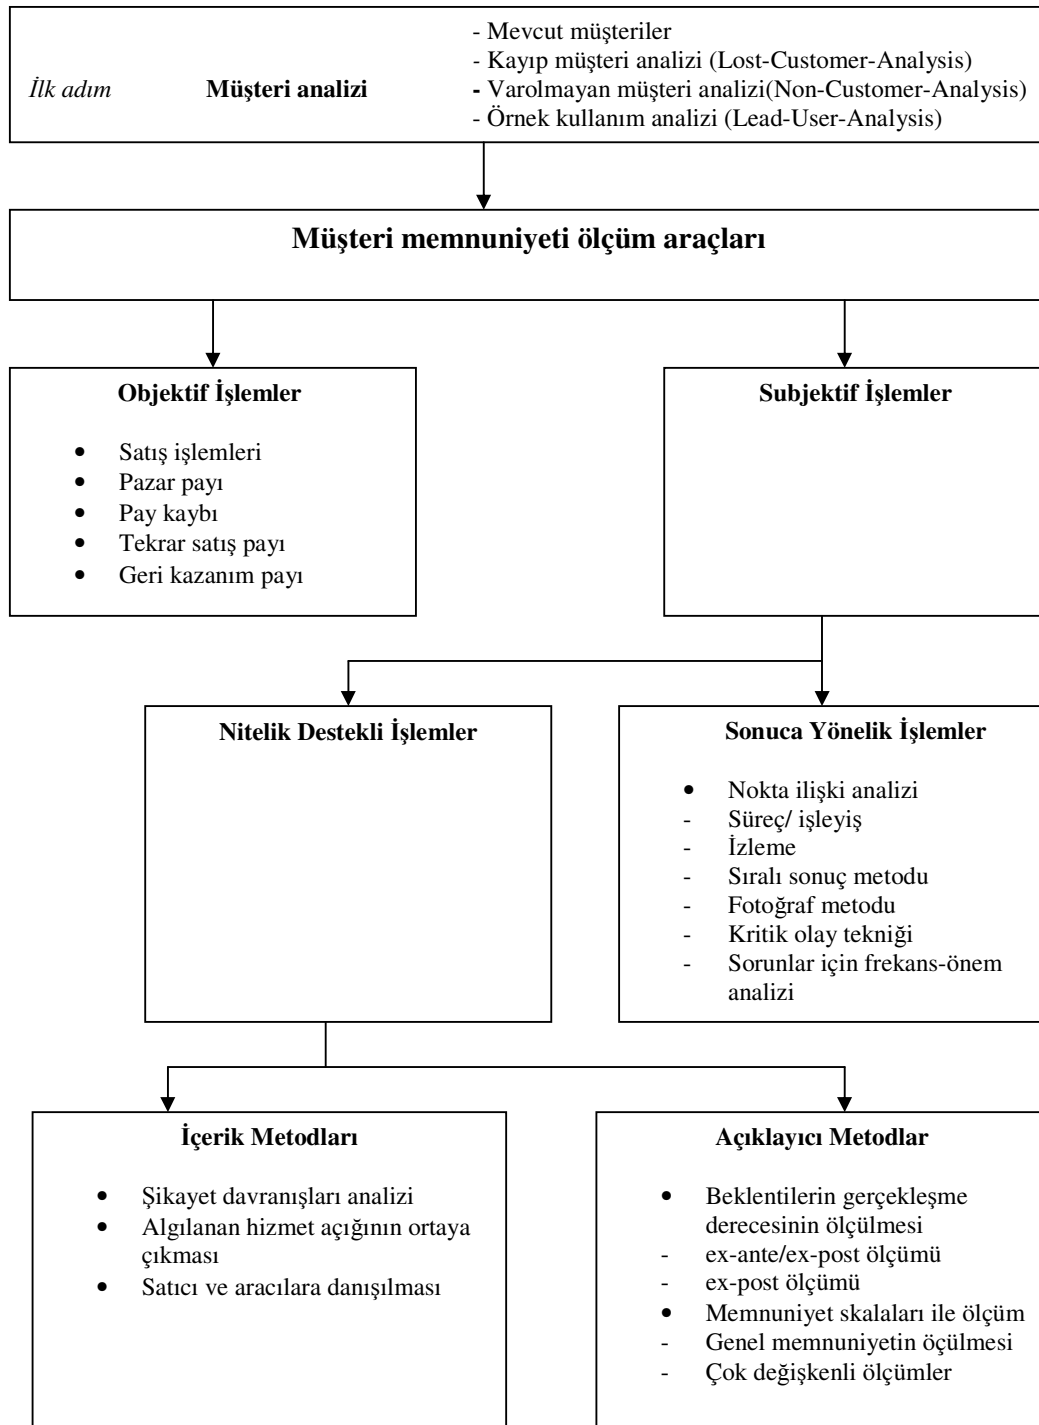 - Mevcut müşteriler
- Kayıp müşteri analizi (Lost-Customer-Analysis)
İlk adım Müşteri analizi - Varolmayan müşteri analizi(Non-Customer-Analysis)
- Örnek kullanım analizi (Lead-User-Analysis)
Müşteri memnuniyeti ölçüm araçları
Objektif İşlemler
• Satış işlemleri
• Pazar payı
• Pay kaybı
• Tekrar satış payı
• Geri kazanım payı
Subjektif İşlemler
Nitelik Destekli İşlemler
Sonuca Yönelik İşlemler
• Nokta ilişki analizi
- Süreç/ işleyiş
- İzleme
- Sıralı sonuç metodu
- Fotoğraf metodu
- Kritik olay tekniği
- Sorunlar için frekans-önem
analizi
İçerik Metodları
• Şikayet davranışları analizi
• Algılanan hizmet açığının ortaya
çıkması
• Satıcı ve aracılara danışılması
Açıklayıcı Metodlar
• Beklentilerin gerçekleşme
derecesinin ölçülmesi
- ex-ante/ex-post ölçümü
- ex-post ölçümü
• Memnuniyet skalaları ile ölçüm
- Genel memnuniyetin öçülmesi
- Çok değişkenli ölçümler